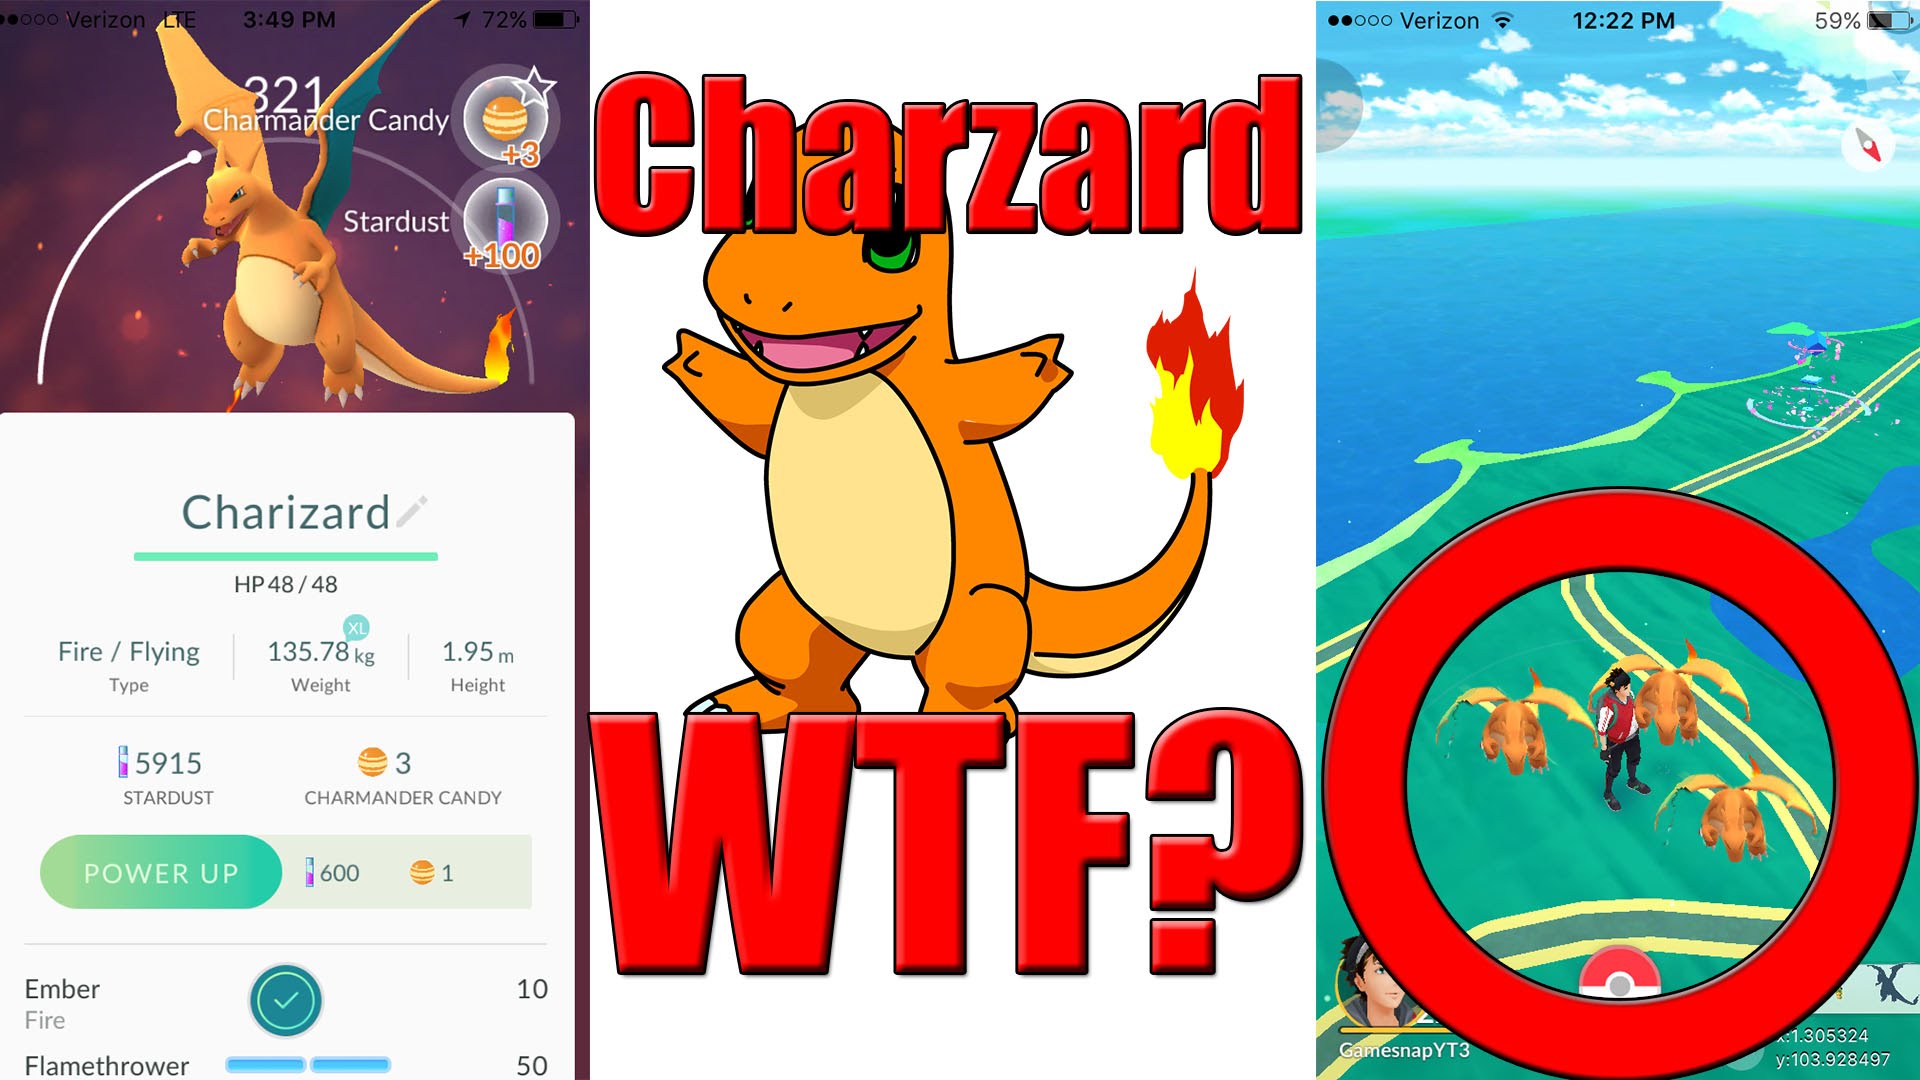 Verizon LTE 3:49 PM 72%
321
Charmander Candy
+3
Stardust
+100
Charizard
HP 48 / 48
Fire / Flying
Type
135.78 kg
XL
Weight
1.95 m
Height
5915
STARDUST
3
CHARMANDER CANDY
POWER UP
600
1
Ember
Fire
10
Flamethrower
50
Charzard
WTF?
Verizon 12:22 PM 59%
GamesnapYT3
x:1.305324
y:103.928497